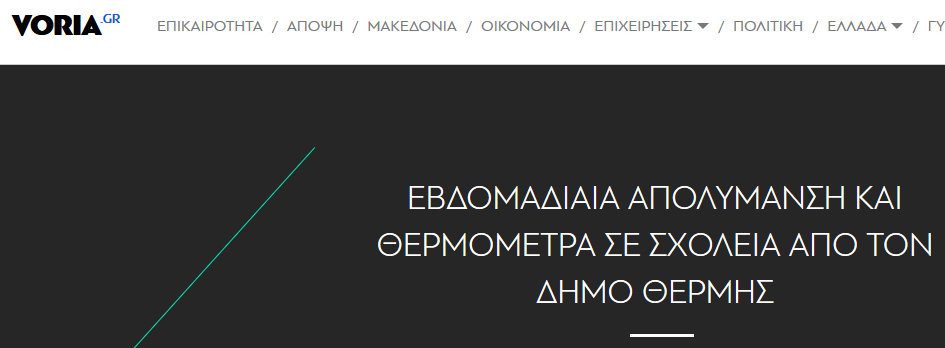 VORIA.GR ΕΠΙΚΑΙΡΟΤΗΤΑ / ΑΠΟΨΗ / ΜΑΚΕΔΟΝΙΑ / ΟΙΚΟΝΟΜΙΑ / ΕΠΙΧΕΙΡΗΣΕΙΣ / ΠΟΛΙΤΙΚΗ / ΕΛΛΑΔΑ / ΓΥ
ΕΒΔΟΜΑΔΙΑΙΑ ΑΠΟΛΥΜΑΝΣΗ ΚΑΙ
ΘΕΡΜΟΜΕΤΡΑ ΣΕ ΣΧΟΛΕΙΑ ΑΠΟ ΤΟΝ
ΔΗΜΟ ΘΕΡΜΗΣ